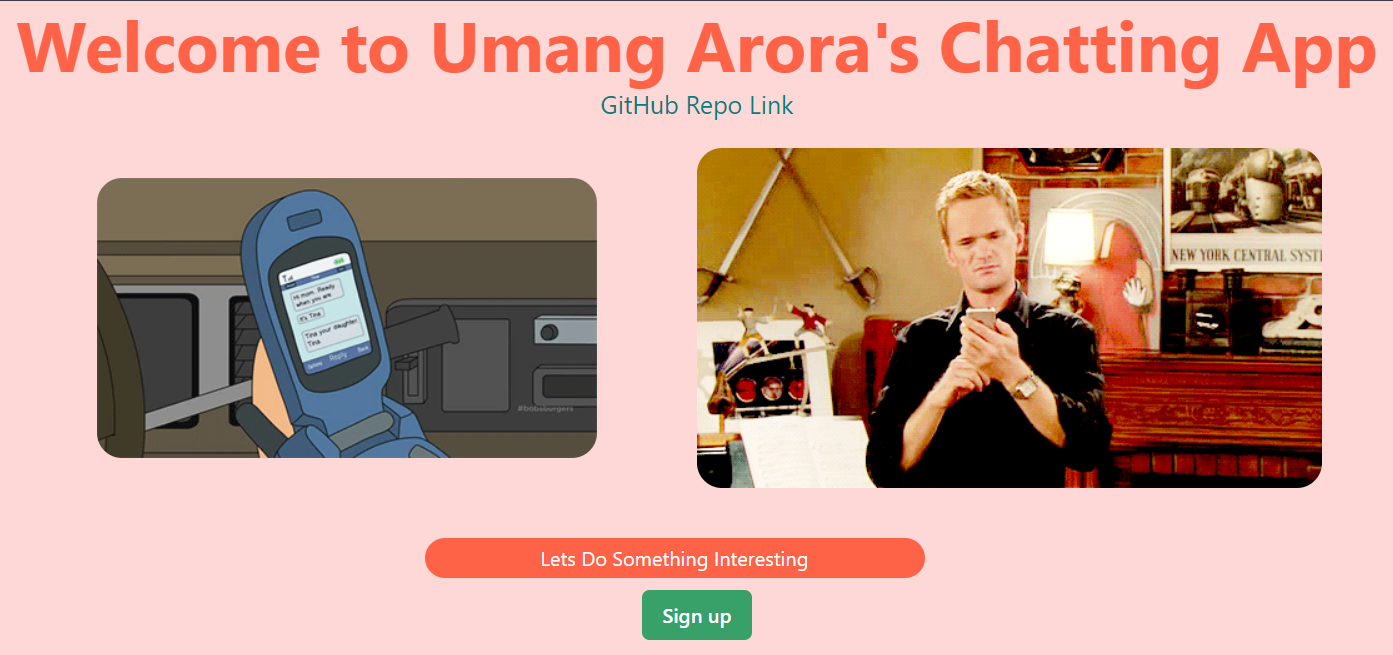 Welcome to Umang Arora's Chatting App
GitHub Repo Link
Hi mom. Ready
when you are
It's Tina
Tina your daughter
Tina
Reply
Back
#bobsburgers
NEW YORK CENTRAL SYST
Lets Do Something Interesting
Sign up